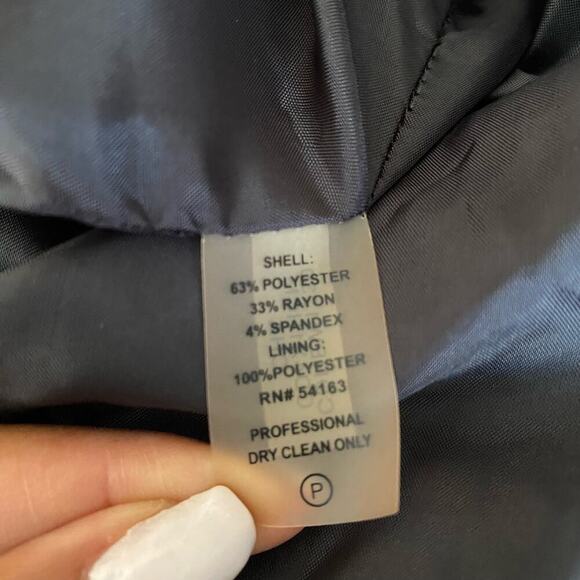 SHELL:
63% POLYESTER
33% RAYON
4% SPANDEX
LINING:
100%POLYESTER
RN# 54163
PROFESSIONAL
DRY CLEAN ONLY
P